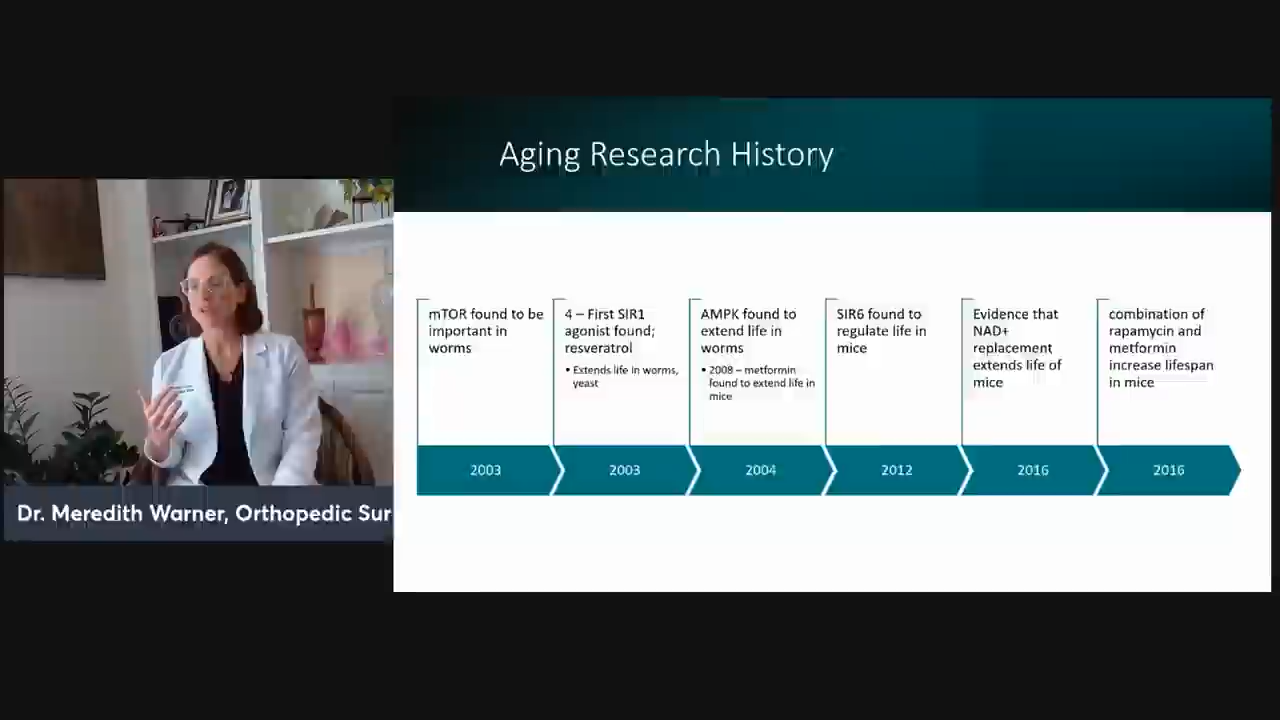 Aging Research History
mTOR found to be
important in
worms
4 – First SIR1
agonist found;
resveratrol
• Extends life in worms,
yeast
AMPK found to
extend life in
worms
• 2008 – metformin
found to extend life in
mice
SIR6 found to
regulate life in
mice
Evidence that
NAD+
replacement
extends life of
mice
combination of
rapamycin and
metformin
increase lifespan
in mice
2003
2003
2004
2012
2016
2016
Dr. Meredith Warner, Orthopedic Sur